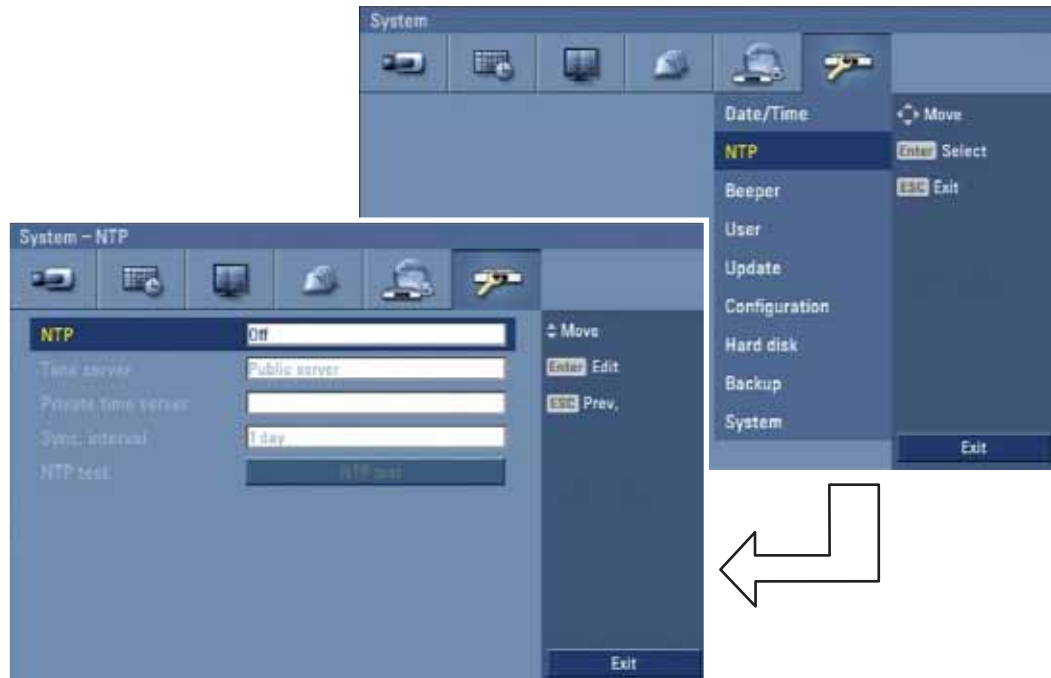 System
Date/Time
NTP
Beeper
User
Update
Configuration
Hard disk
Backup
System
Move
Enter Select
ESC Exit
Exit
System – NTP
NTP
Off
Time server
Public server
Private time server
Sync. interval
1 day
NTP test
NTP test
Move
Enter Edit
ESC Prev,
Exit